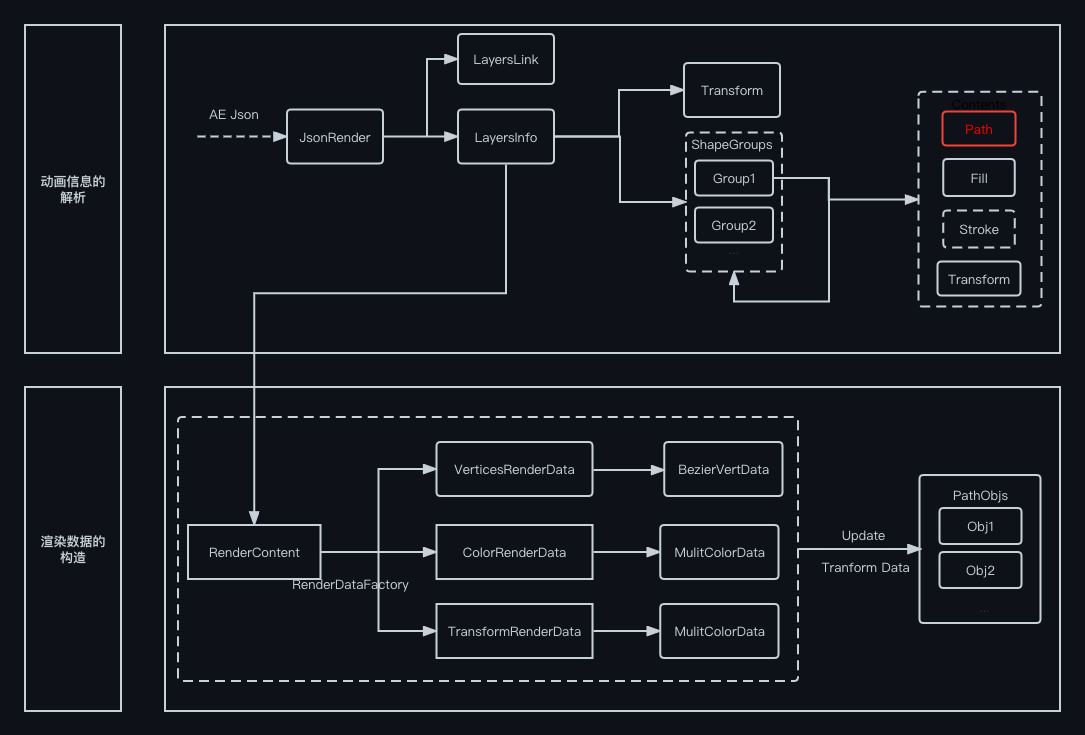 动画信息的
解析
AE Json
JsonRender
LayersLink
LayersInfo
Transform
ShapeGroups
Group1
Group2
...
Contents
Path
Fill
Stroke
Transform
渲染数据的
构造
RenderContent
RenderDataFactory
VerticesRenderData
BezierVertData
ColorRenderData
MulitColorData
TransformRenderData
MulitColorData
Update
Tranform Data
PathObjs
Obj1
Obj2
...